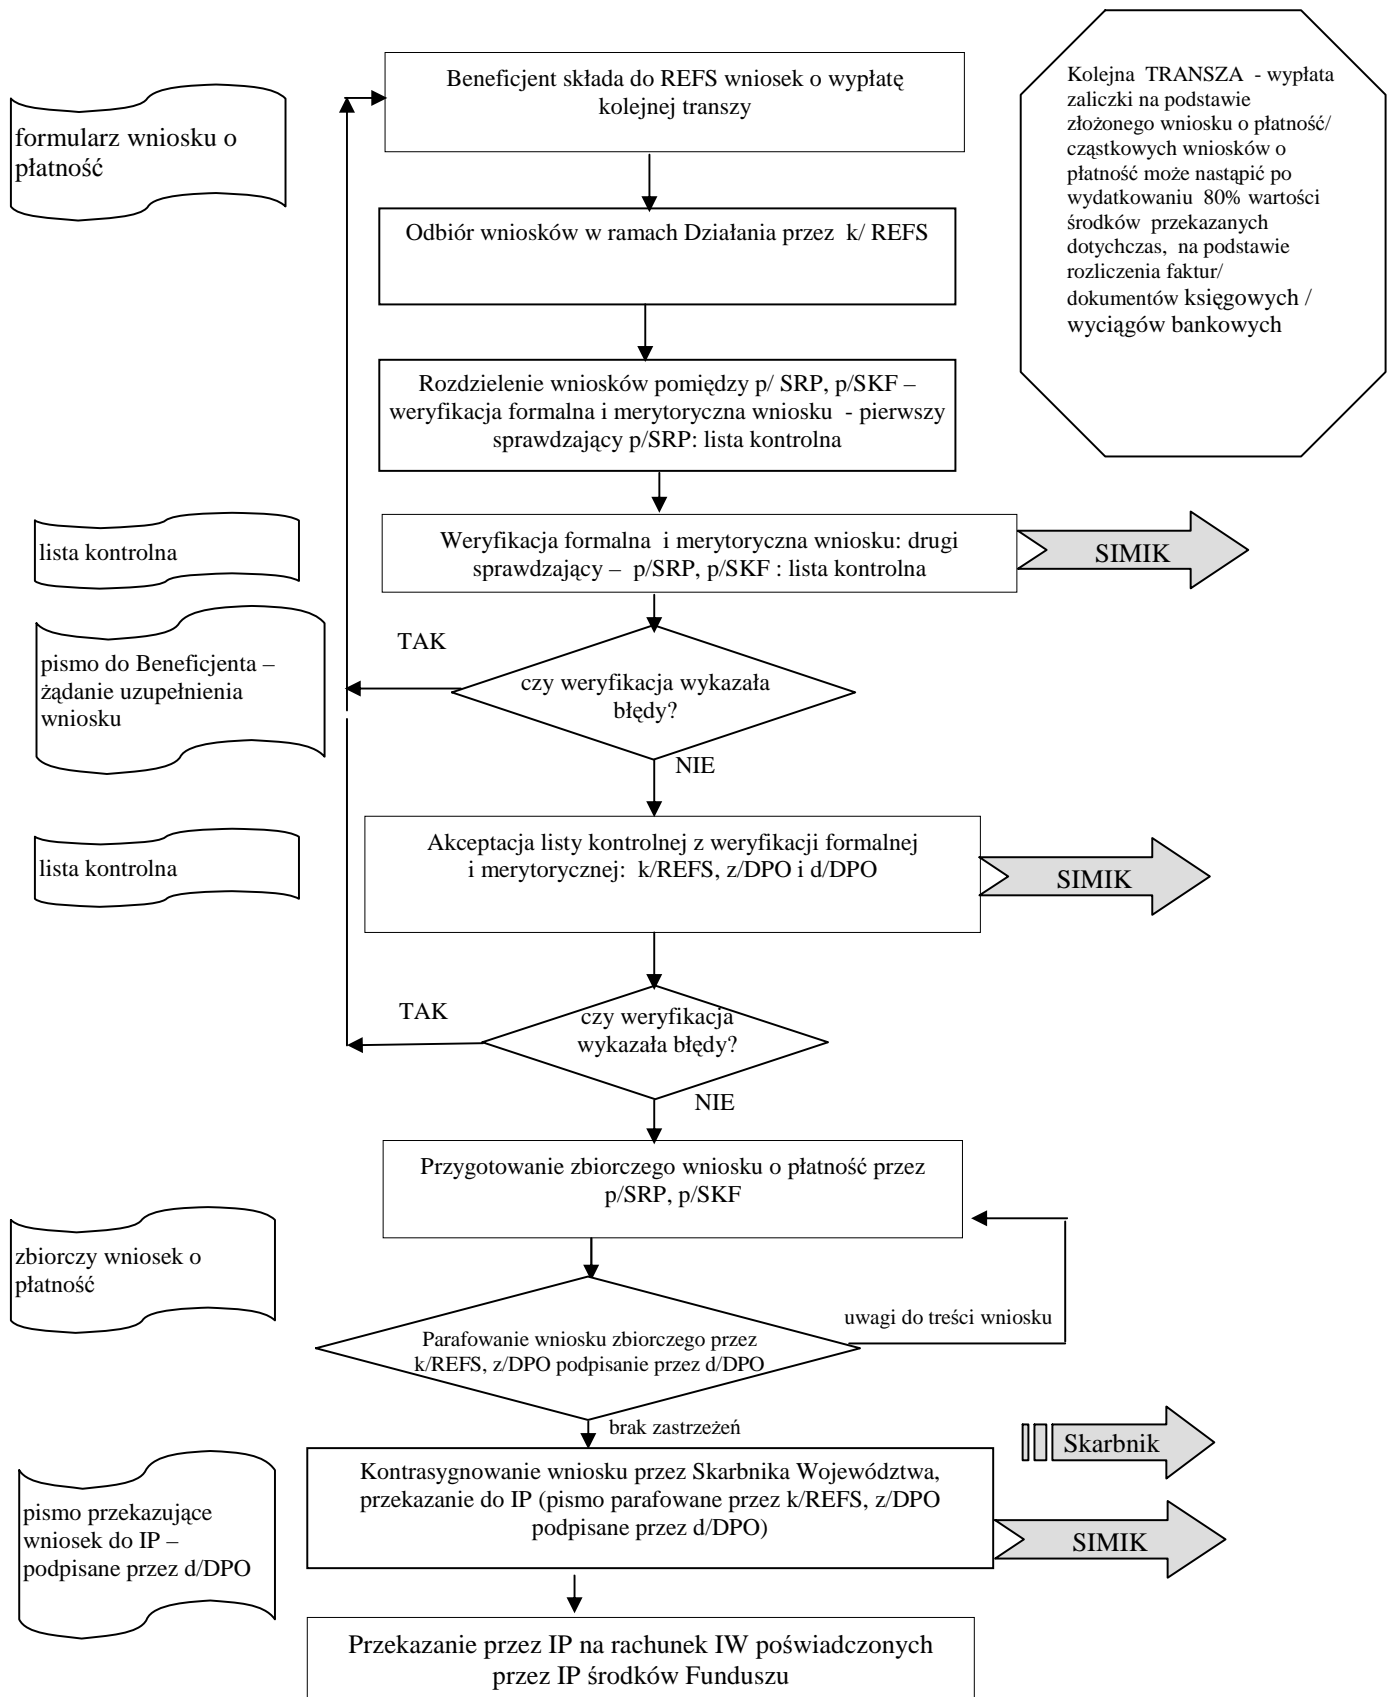 Beneficjent składa do REFS wniosek o wypłatę
kolejnej transzy
Kolejna TRANSZA - wypłata
zaliczki na podstawie
złożonego wniosku o płatność/
cząstkowych wniosków o
płatność może nastąpić po
wydatkowaniu 80% wartości
środków przekazanych
dotychczas, na podstawie
rozliczenia faktur/
dokumentów księgowych /
wyciągów bankowych
formularz wniosku o
płatność
Odbiór wniosków w ramach Działania przez k/ REFS
Rozdzielenie wniosków pomiędzy p/ SRP, p/SKF –
weryfikacja formalna i merytoryczna wniosku - pierwszy
sprawdzający p/SRP: lista kontrolna
lista kontrolna
Weryfikacja formalna i merytoryczna wniosku: drugi
sprawdzający – p/SRP, p/SKF : lista kontrolna
SIMIK
TAK
pismo do Beneficjenta –
żądanie uzupełnienia
wniosku
czy weryfikacja wykazała
błędy?
NIE
lista kontrolna
Akceptacja listy kontrolnej z weryfikacji formalnej
i merytorycznej: k/REFS, z/DPO i d/DPO
SIMIK
TAK
czy weryfikacja
wykazała błędy?
NIE
Przygotowanie zbiorczego wniosku o płatność przez
p/SRP, p/SKF
zbiorczy wniosek o
płatność
uwagi do treści wniosku
Parafowanie wniosku zbiorczego przez
k/REFS, z/DPO podpisanie przez d/DPO
brak zastrzeżeń
Skarbnik
Kontrasygnowanie wniosku przez Skarbnika Województwa,
przekazanie do IP (pismo parafowane przez k/REFS, z/DPO
podpisane przez d/DPO)
pismo przekazujące
wniosek do IP –
podpisane przez d/DPO
SIMIK
Przekazanie przez IP na rachunek IW poświadczonych
przez IP środków Funduszu